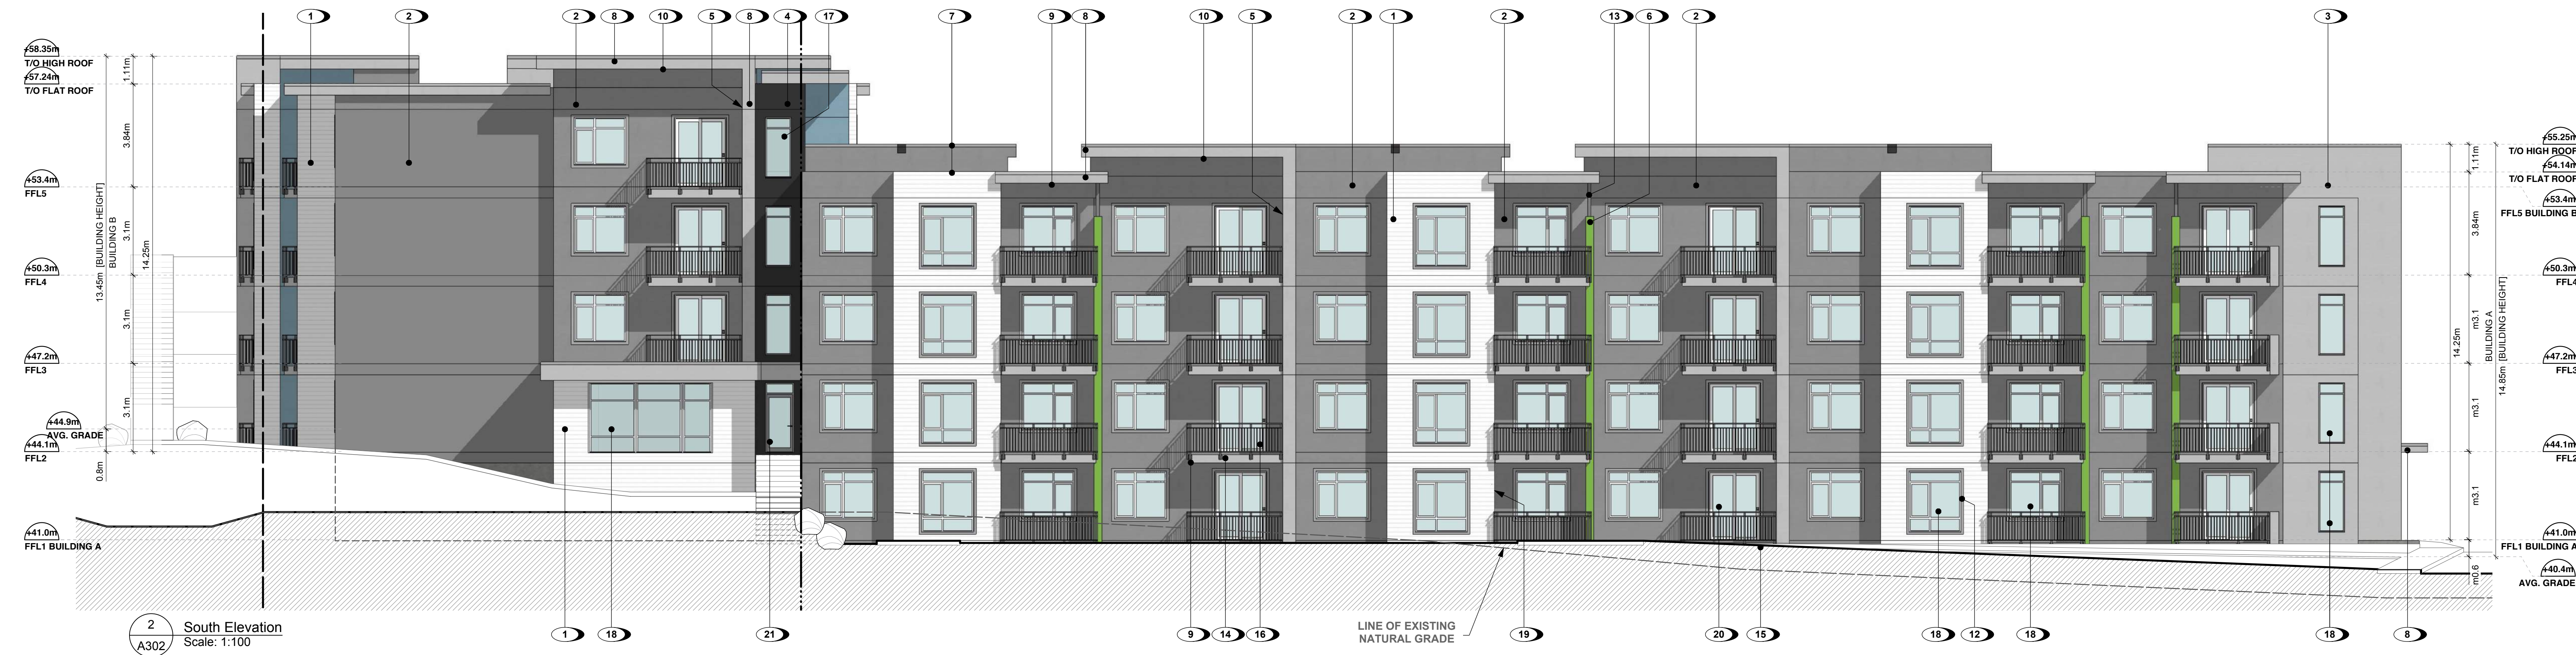 1 2 2 8 10 5 8 4 17 7 9 8 10 5 2 1 2 13 6 2 3
+58.35m
T/O HIGH ROOF
+57.24m
T/O FLAT ROOF
+53.4m
FFL5
+50.3m
FFL4
+47.2m
FFL3
+44.9m
AVG. GRADE
+44.1m
FFL2
+41.0m
FFL1 BUILDING A
1.11m
3.84m
3.1m
3.1m
3.1m
0.8m
13.45m [BUILDING HEIGHT]
BUILDING B
14.25m
+55.25m
T/O HIGH ROOF
+54.14m
T/O FLAT ROOF
+53.4m
FFL5 BUILDING B
+50.3m
FFL4
+47.2m
FFL3
+44.1m
FFL2
+41.0m
FFL1 BUILDING A
+40.4m
AVG. GRADE
1.11m
3.84m
m3.1
m3.1
m3.1
m0.6
14.25m
BUILDING A
14.85m [BUILDING HEIGHT]
1 18 21 9 14 16 19 20 15 18 12 18 18 8
LINE OF EXISTING
NATURAL GRADE
2
A302
South Elevation
Scale: 1:100